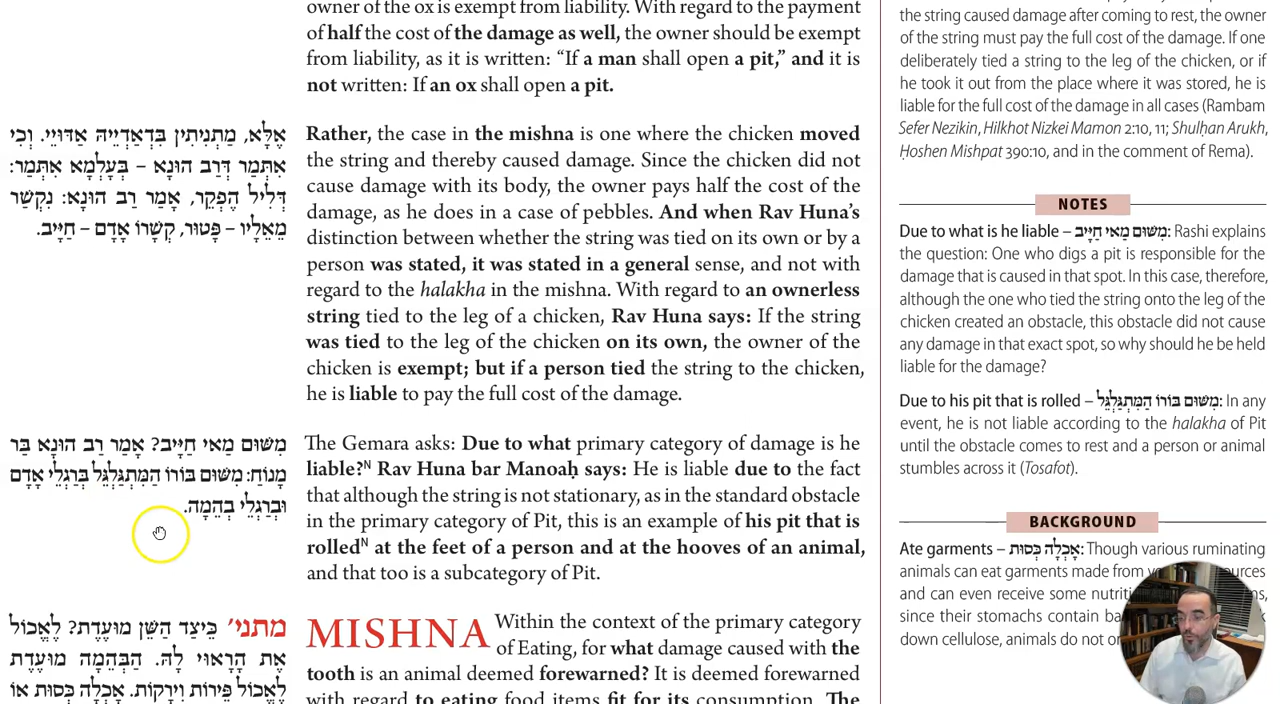 owner of the ox is exempt from liability. With regard to the payment
of half the cost of the damage as well, the owner should be exempt
from liability, as it is written: “If a man shall open a pit,” and it is
not written: If an ox shall open a pit.
אֶלָּא, מַתְנִיתִין בִּדְאַדְּיֵיהּ אַדּוּיֵי. וְכִי
אִתְּמַר דְּרַב הוּנָא – בְּעָלְמָא אִתְּמַר:
דְּלִיל הֶפְקֵר, אָמַר רַב הוּנָא: נִקְשַׁר
מֵאֵלָיו – פָּטוּר, קְשָׁרוֹ אָדָם – חַיָּיב.
Rather, the case in the mishna is one where the chicken moved
the string and thereby caused damage. Since the chicken did not
cause damage with its body, the owner pays half the cost of the
damage, as he does in a case of pebbles. And when Rav Huna’s
distinction between whether the string was tied on its own or by a
person was stated, it was stated in a general sense, and not with
regard to the halakha in the mishna. With regard to an ownerless
string tied to the leg of a chicken, Rav Huna says: If the string
was tied to the leg of the chicken on its own, the owner of the
chicken is exempt; but if a person tied the string to the chicken,
he is liable to pay the full cost of the damage.
מִשּׁוּם מַאי חַיָּיב? אָמַר רַב הוּנָא בַּר
מָנוֹחַ: מִשּׁוּם בּוֹרוֹ הַמִּתְגַּלְגֵּל בְּרַגְלֵי אָדָם
וּבְרַגְלֵי בְהֵמָה.
The Gemara asks: Due to what primary category of damage is he
liable?N Rav Huna bar Manoaḥ says: He is liable due to the fact
that although the string is not stationary, as in the standard obstacle
in the primary category of Pit, this is an example of his pit that is
rolledN at the feet of a person and at the hooves of an animal,
and that too is a subcategory of Pit.
מתני׳ כֵּיצַד הַשֵּׁן מוּעֶדֶת? לֶאֱכוֹל
אֶת הָרָאוּי לָהּ. הַבְּהֵמָה מוּעֶדֶת
לֶאֱכוֹל פֵּירוֹת וִירָקוֹת. אָכְלָה כְּסוּת אוֹ
MISHNA Within the context of the primary category
of Eating, for what damage caused with the
tooth is an animal deemed forewarned? It is deemed forewarned
with regard to eating food items fit for its consumption. The
the string caused damage after coming to rest, the owner
of the string must pay the full cost of the damage. If one
deliberately tied a string to the leg of the chicken, or if
he took it out from the place where it was stored, he is
liable for the full cost of the damage in all cases (Rambam
Sefer Nezikin, Hilkhot Nizkei Mamon 2:10, 11; Shulḥan Arukh,
Ḥoshen Mishpat 390:10, and in the comment of Rema).
NOTES
Due to what is he liable – מִשּׁוּם מַאי חַיָּיב: Rashi explains
the question: One who digs a pit is responsible for the
damage that is caused in that spot. In this case, therefore,
although the one who tied the string onto the leg of the
chicken created an obstacle, this obstacle did not cause
any damage in that exact spot, so why should he be held
liable for the damage?
Due to his pit that is rolled – מִשּׁוּם בּוֹרוֹ הַמִּתְגַּלְגֵּל: In any
event, he is not liable according to the halakha of Pit
until the obstacle comes to rest and a person or animal
stumbles across it (Tosafot).
BACKGROUND
Ate garments – אָכְלָה כְּסוּת: Though various ruminating
animals can eat garments made from
and can even receive some
since their stomachs contain
down cellulose, animals do not